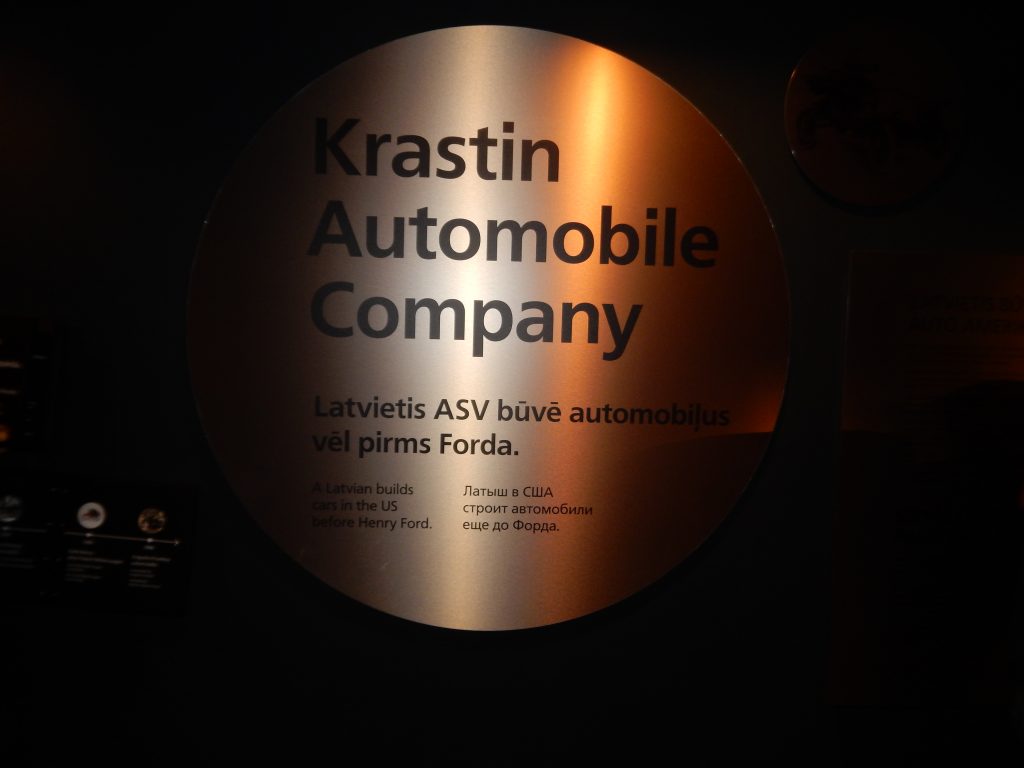 Krastin
Automobile
Company
Latvietis ASV būvē automobiļus
vēl pirms Forda.
A Latvian builds
cars in the US
before Henry Ford.
Латыш в США
строит автомобили
еще до Форда.